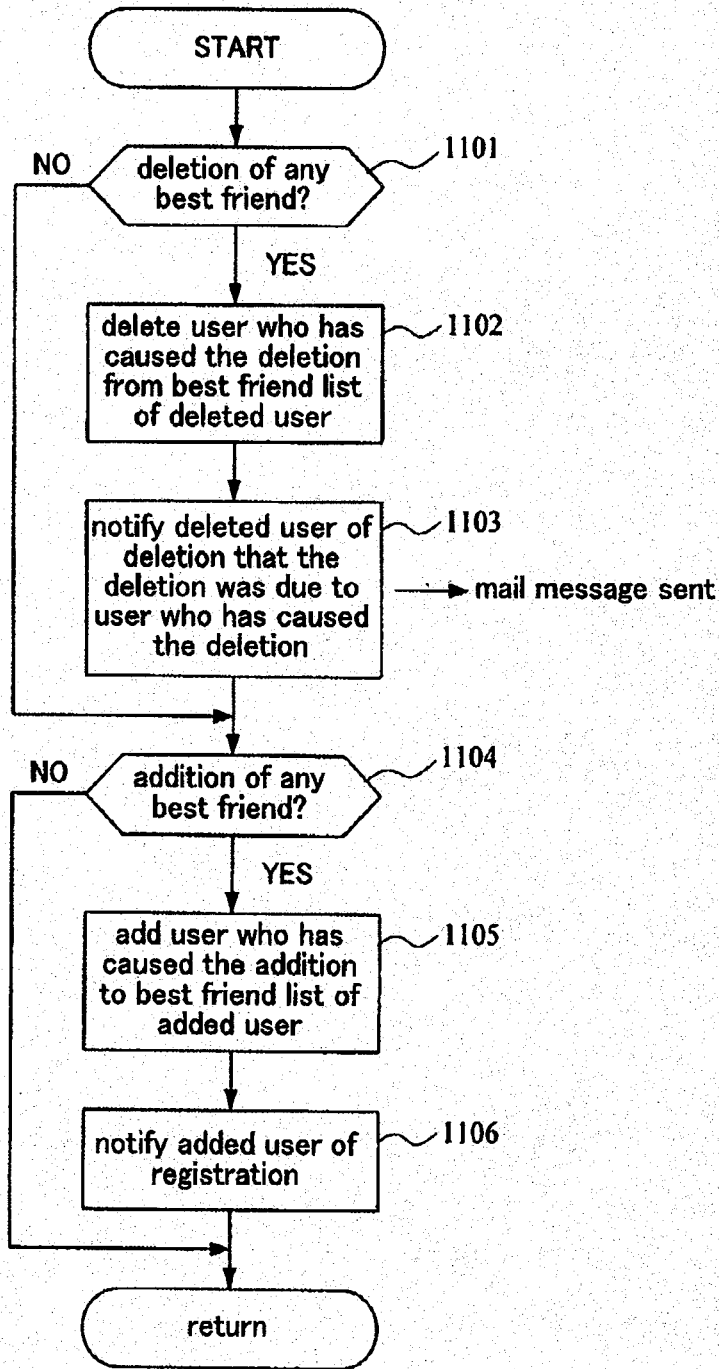 START
NO
deletion of any
best friend?
1101
YES
delete user who has
caused the deletion
from best friend list
of deleted user
1102
notify deleted user of
deletion that the
deletion was due to
user who has caused
the deletion
1103
mail message sent
NO
addition of any
best friend?
1104
YES
add user who has
caused the addition
to best friend list of
added user
1105
notify added user of
registration
1106
return